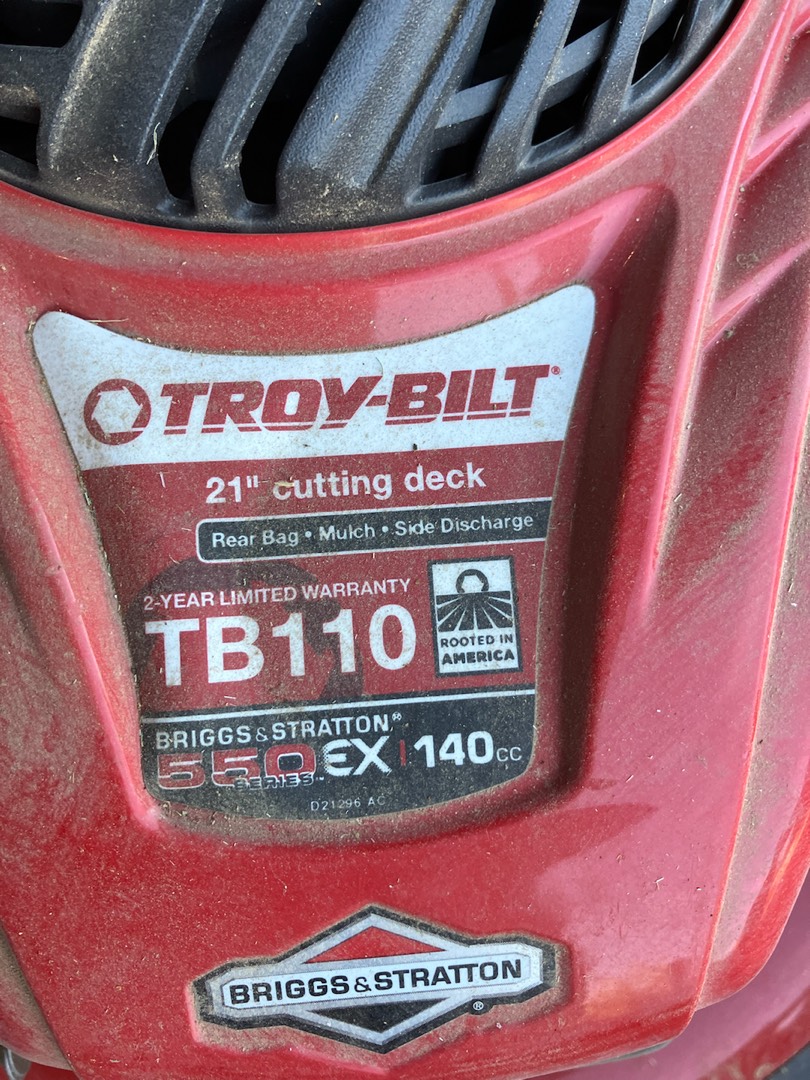 TROY-BILT®
21" cutting deck
Rear Bag • Mulch • Side Discharge
2-YEAR LIMITED WARRANTY
TB110
ROOTED IN
AMERICA
BRIGGS & STRATTON®
550 EX | 140 CC
SERIES™
D21296 AC
BRIGGS & STRATTON
®